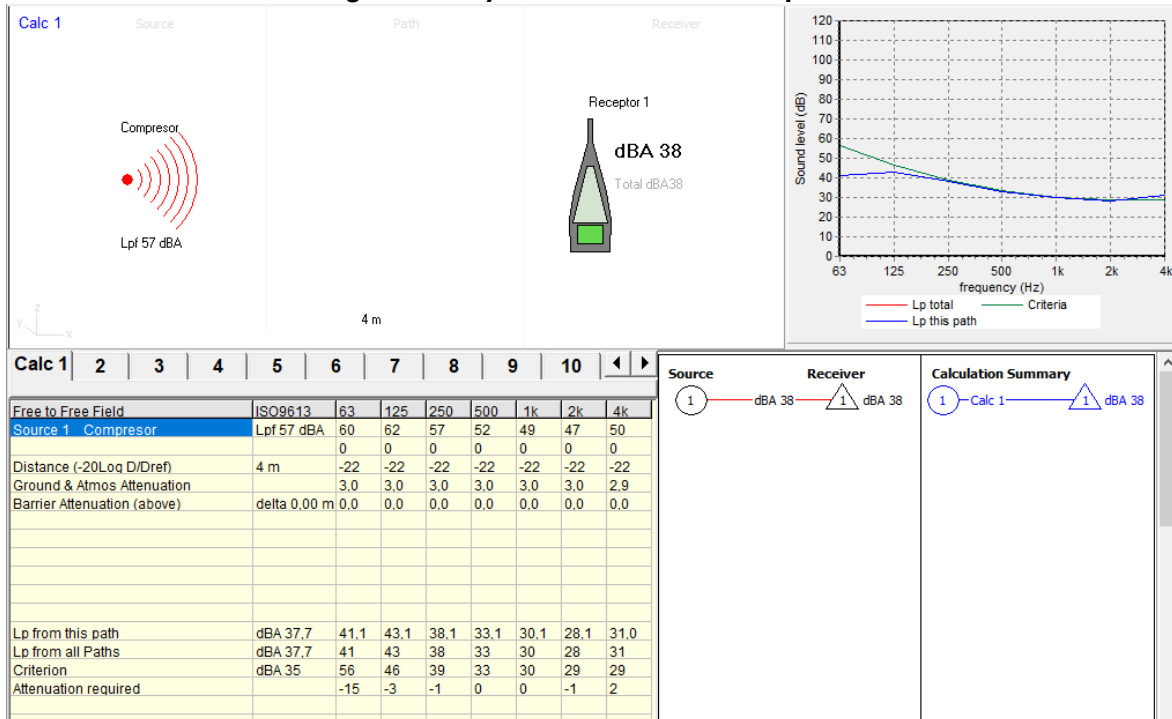 Calc 1 Source Path Receiver
Compresor
Lpf 57 dBA
Receptor 1
dBA 38
Total dBA38
4 m
z
y
x
Sound level (dB)
120
110
100
90
80
70
60
50
40
30
20
10
0
63 125 250 500 1k 2k 4k
frequency (Hz)
Lp total Criteria
Lp this path
Calc 1 2 3 4 5 6 7 8 9 10
Free to Free Field ISO9613 63 125 250 500 1k 2k 4k
Source 1 Compresor Lpf 57 dBA 60 62 57 52 49 47 50
0 0 0 0 0 0 0
Distance (-20Log D/Dref) 4 m -22 -22 -22 -22 -22 -22 -22
Ground & Atmos Attenuation 3,0 3,0 3,0 3,0 3,0 3,0 2,9
Barrier Attenuation (above) delta 0,00 m 0,0 0,0 0,0 0,0 0,0 0,0 0,0
Lp from this path dBA 37,7 41,1 43,1 38,1 33,1 30,1 28,1 31,0
Lp from all Paths dBA 37,7 41 43 38 33 30 28 31
Criterion dBA 35 56 46 39 33 30 29 29
Attenuation required -15 -3 -1 0 0 -1 2
Source Receiver
1 dBA 38 1 dBA 38
Calculation Summary
1 Calc 1 1 dBA 38